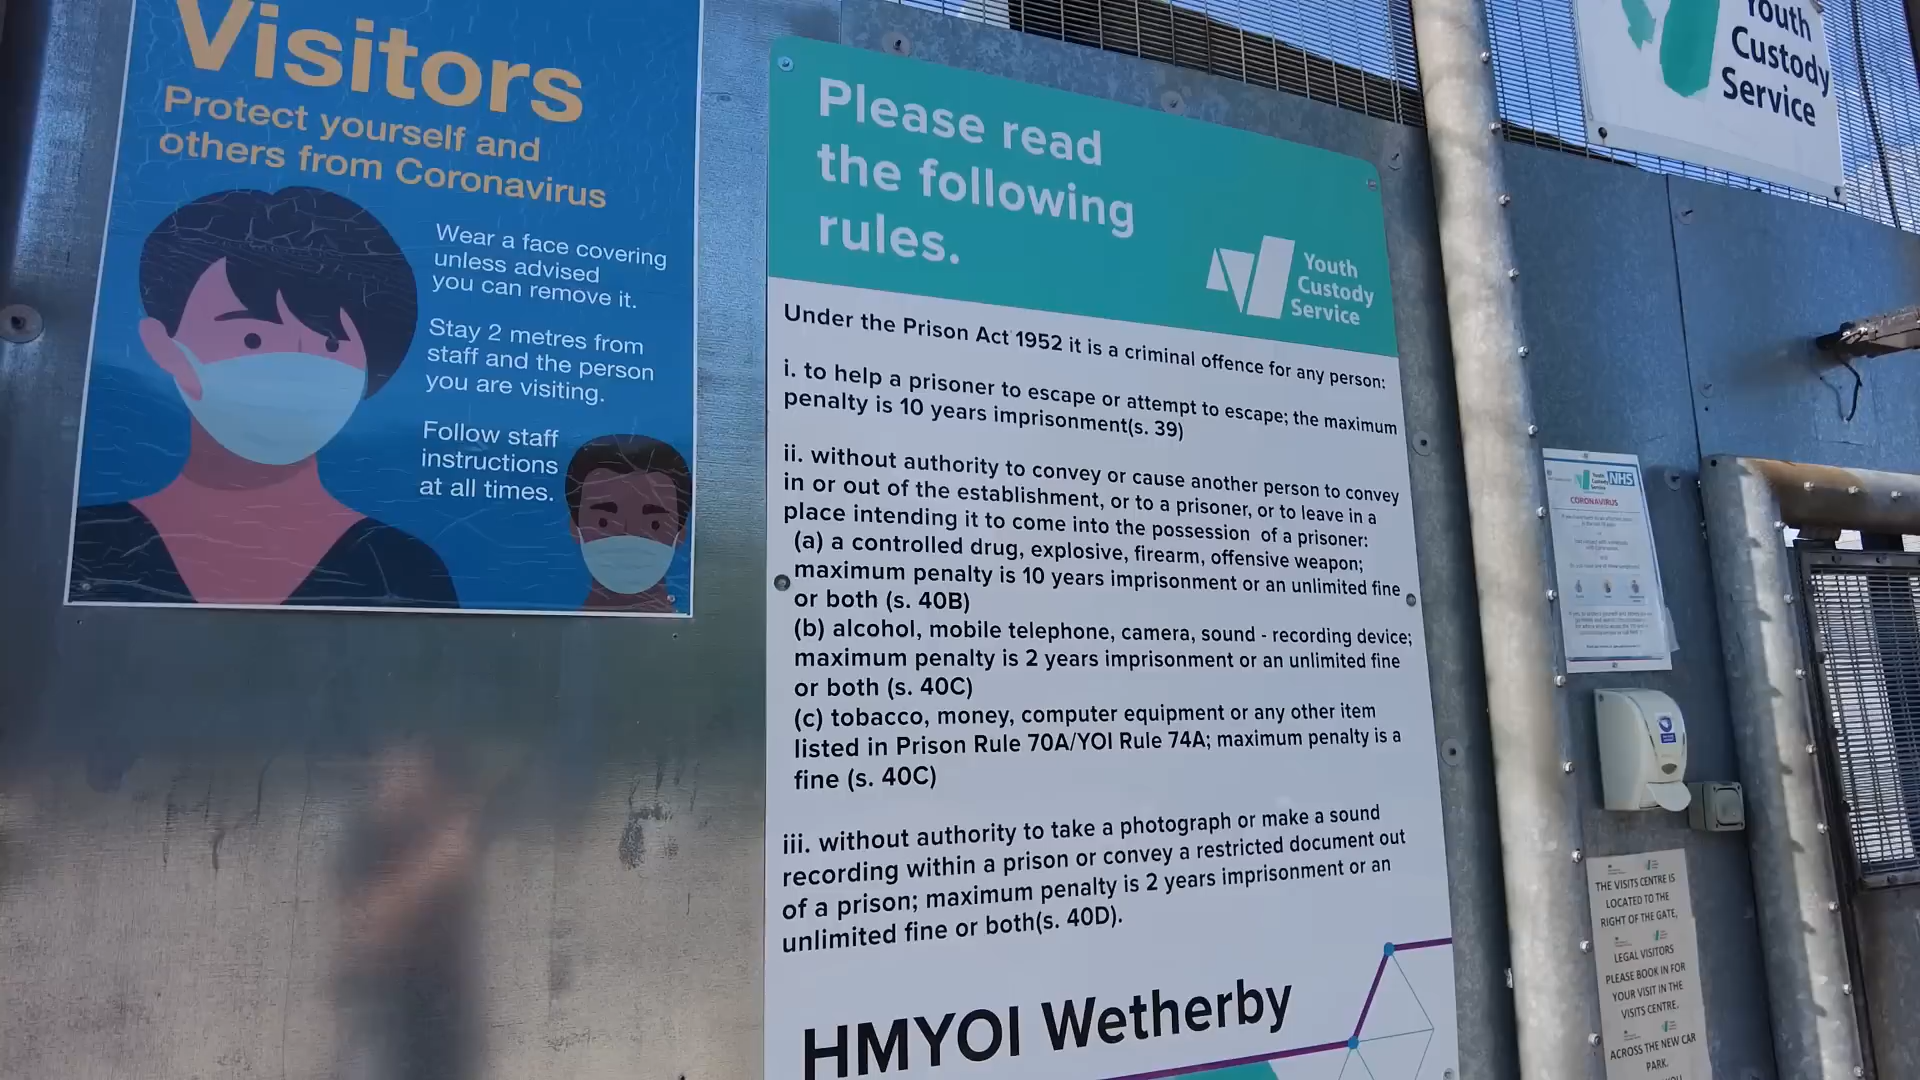 Visitors
Protect yourself and
others from Coronavirus
Wear a face covering
unless advised
you can remove it.
Stay 2 metres from
staff and the person
you are visiting.
Follow staff
instructions
at all times.
Please read
the following
rules.
Youth
Custody
Service
Under the Prison Act 1952 it is a criminal offence for any person:
i. to help a prisoner to escape or attempt to escape; the maximum
penalty is 10 years imprisonment(s. 39)
ii. without authority to convey or cause another person to convey
in or out of the establishment, or to a prisoner, or to leave in a
place intending it to come into the possession of a prisoner:
(a) a controlled drug, explosive, firearm, offensive weapon;
maximum penalty is 10 years imprisonment or an unlimited fine
or both (s. 40B)
(b) alcohol, mobile telephone, camera, sound - recording device;
maximum penalty is 2 years imprisonment or an unlimited fine
or both (s. 40C)
(c) tobacco, money, computer equipment or any other item
listed in Prison Rule 70A/YOI Rule 74A; maximum penalty is a
fine (s. 40C)
iii. without authority to take a photograph or make a sound
recording within a prison or convey a restricted document out
of a prison; maximum penalty is 2 years imprisonment or an
unlimited fine or both(s. 40D).
HMYOI Wetherby
Youth
Custody
Service
Youth
Custody
Service
NHS
CORONAVIRUS
THE VISITS CENTRE IS
LOCATED TO THE
RIGHT OF THE GATE,
LEGAL VISITORS
PLEASE BOOK IN FOR
YOUR VISIT IN THE
VISITS CENTRE.
ACROSS THE NEW CAR
PARK.